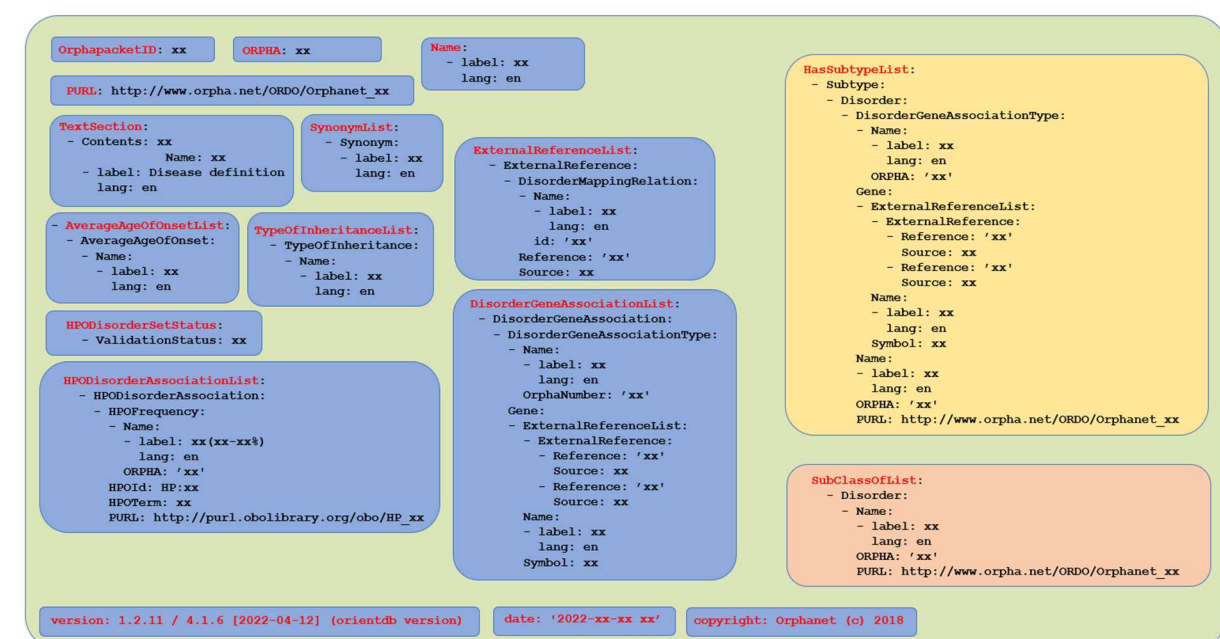 OrphapacketID: xx
ORPHA: xx
Name:
- label: xx
lang: en
PURL: http://www.orpha.net/ORDO/Orphanet_xx
TextSection:
- Contents: xx
Name: xx
- label: Disease definition
lang: en
SynonymList:
- Synonym:
- label: xx
lang: en
- AverageAgeOfOnsetList:
- AverageAgeOfOnset:
- Name:
- label: xx
lang: en
TypeOfInheritanceList:
- TypeOfInheritance:
- Name:
- label: xx
lang: en
HPODisorderSetStatus:
- ValidationStatus: xx
HPODisorderAssociationList:
- HPODisorderAssociation:
- HPOFrequency:
- Name:
- label: xx(xx-xx%)
lang: en
ORPHA: 'xx'
HPOId: HP:xx
HPOTerm: xx
PURL: http://purl.obolibrary.org/obo/HP_xx
ExternalReferenceList:
- ExternalReference:
- DisorderMappingRelation:
- Name:
- label: xx
lang: en
id: 'xx'
Reference: 'xx'
Source: xx
DisorderGeneAssociationList:
- DisorderGeneAssociation:
- DisorderGeneAssociationType:
- Name:
- label: xx
lang: en
OrphaNumber: 'xx'
Gene:
- ExternalReferenceList:
- ExternalReference:
- Reference: 'xx'
Source: xx
- Reference: 'xx'
Source: xx
Name:
- label: xx
lang: en
Symbol: xx
HasSubtypeList:
- Subtype:
- Disorder:
- DisorderGeneAssociationType:
- Name:
- label: xx
lang: en
ORPHA: 'xx'
Gene:
- ExternalReferenceList:
- ExternalReference:
- Reference: 'xx'
Source: xx
- Reference: 'xx'
Source: xx
Name:
- label: xx
lang: en
Symbol: xx
Name:
- label: xx
lang: en
ORPHA: 'xx'
PURL: http://www.orpha.net/ORDO/Orphanet_xx
SubClassOfList:
- Disorder:
- Name:
- label: xx
lang: en
ORPHA: 'xx'
PURL: http://www.orpha.net/ORDO/Orphanet_xx
version: 1.2.11 / 4.1.6 [2022-04-12] (orientdb version)
date: '2022-xx-xx xx'
copyright: Orphanet (c) 2018